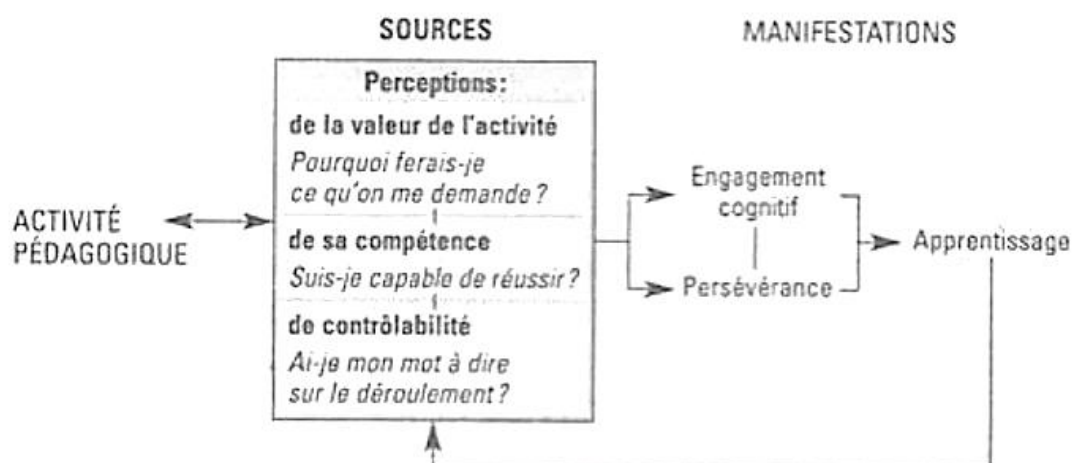 SOURCES
MANIFESTATIONS
Perceptions:
de la valeur de l'activité
Pourquoi ferais-je
ce qu'on me demande ?
ACTIVITÉ
PÉDAGOGIQUE
de sa compétence
Suis-je capable de réussir ?
de contrôlabilité
Ai-je mon mot à dire
sur le déroulement ?
Engagement
cognitif
Persévérance
Apprentissage